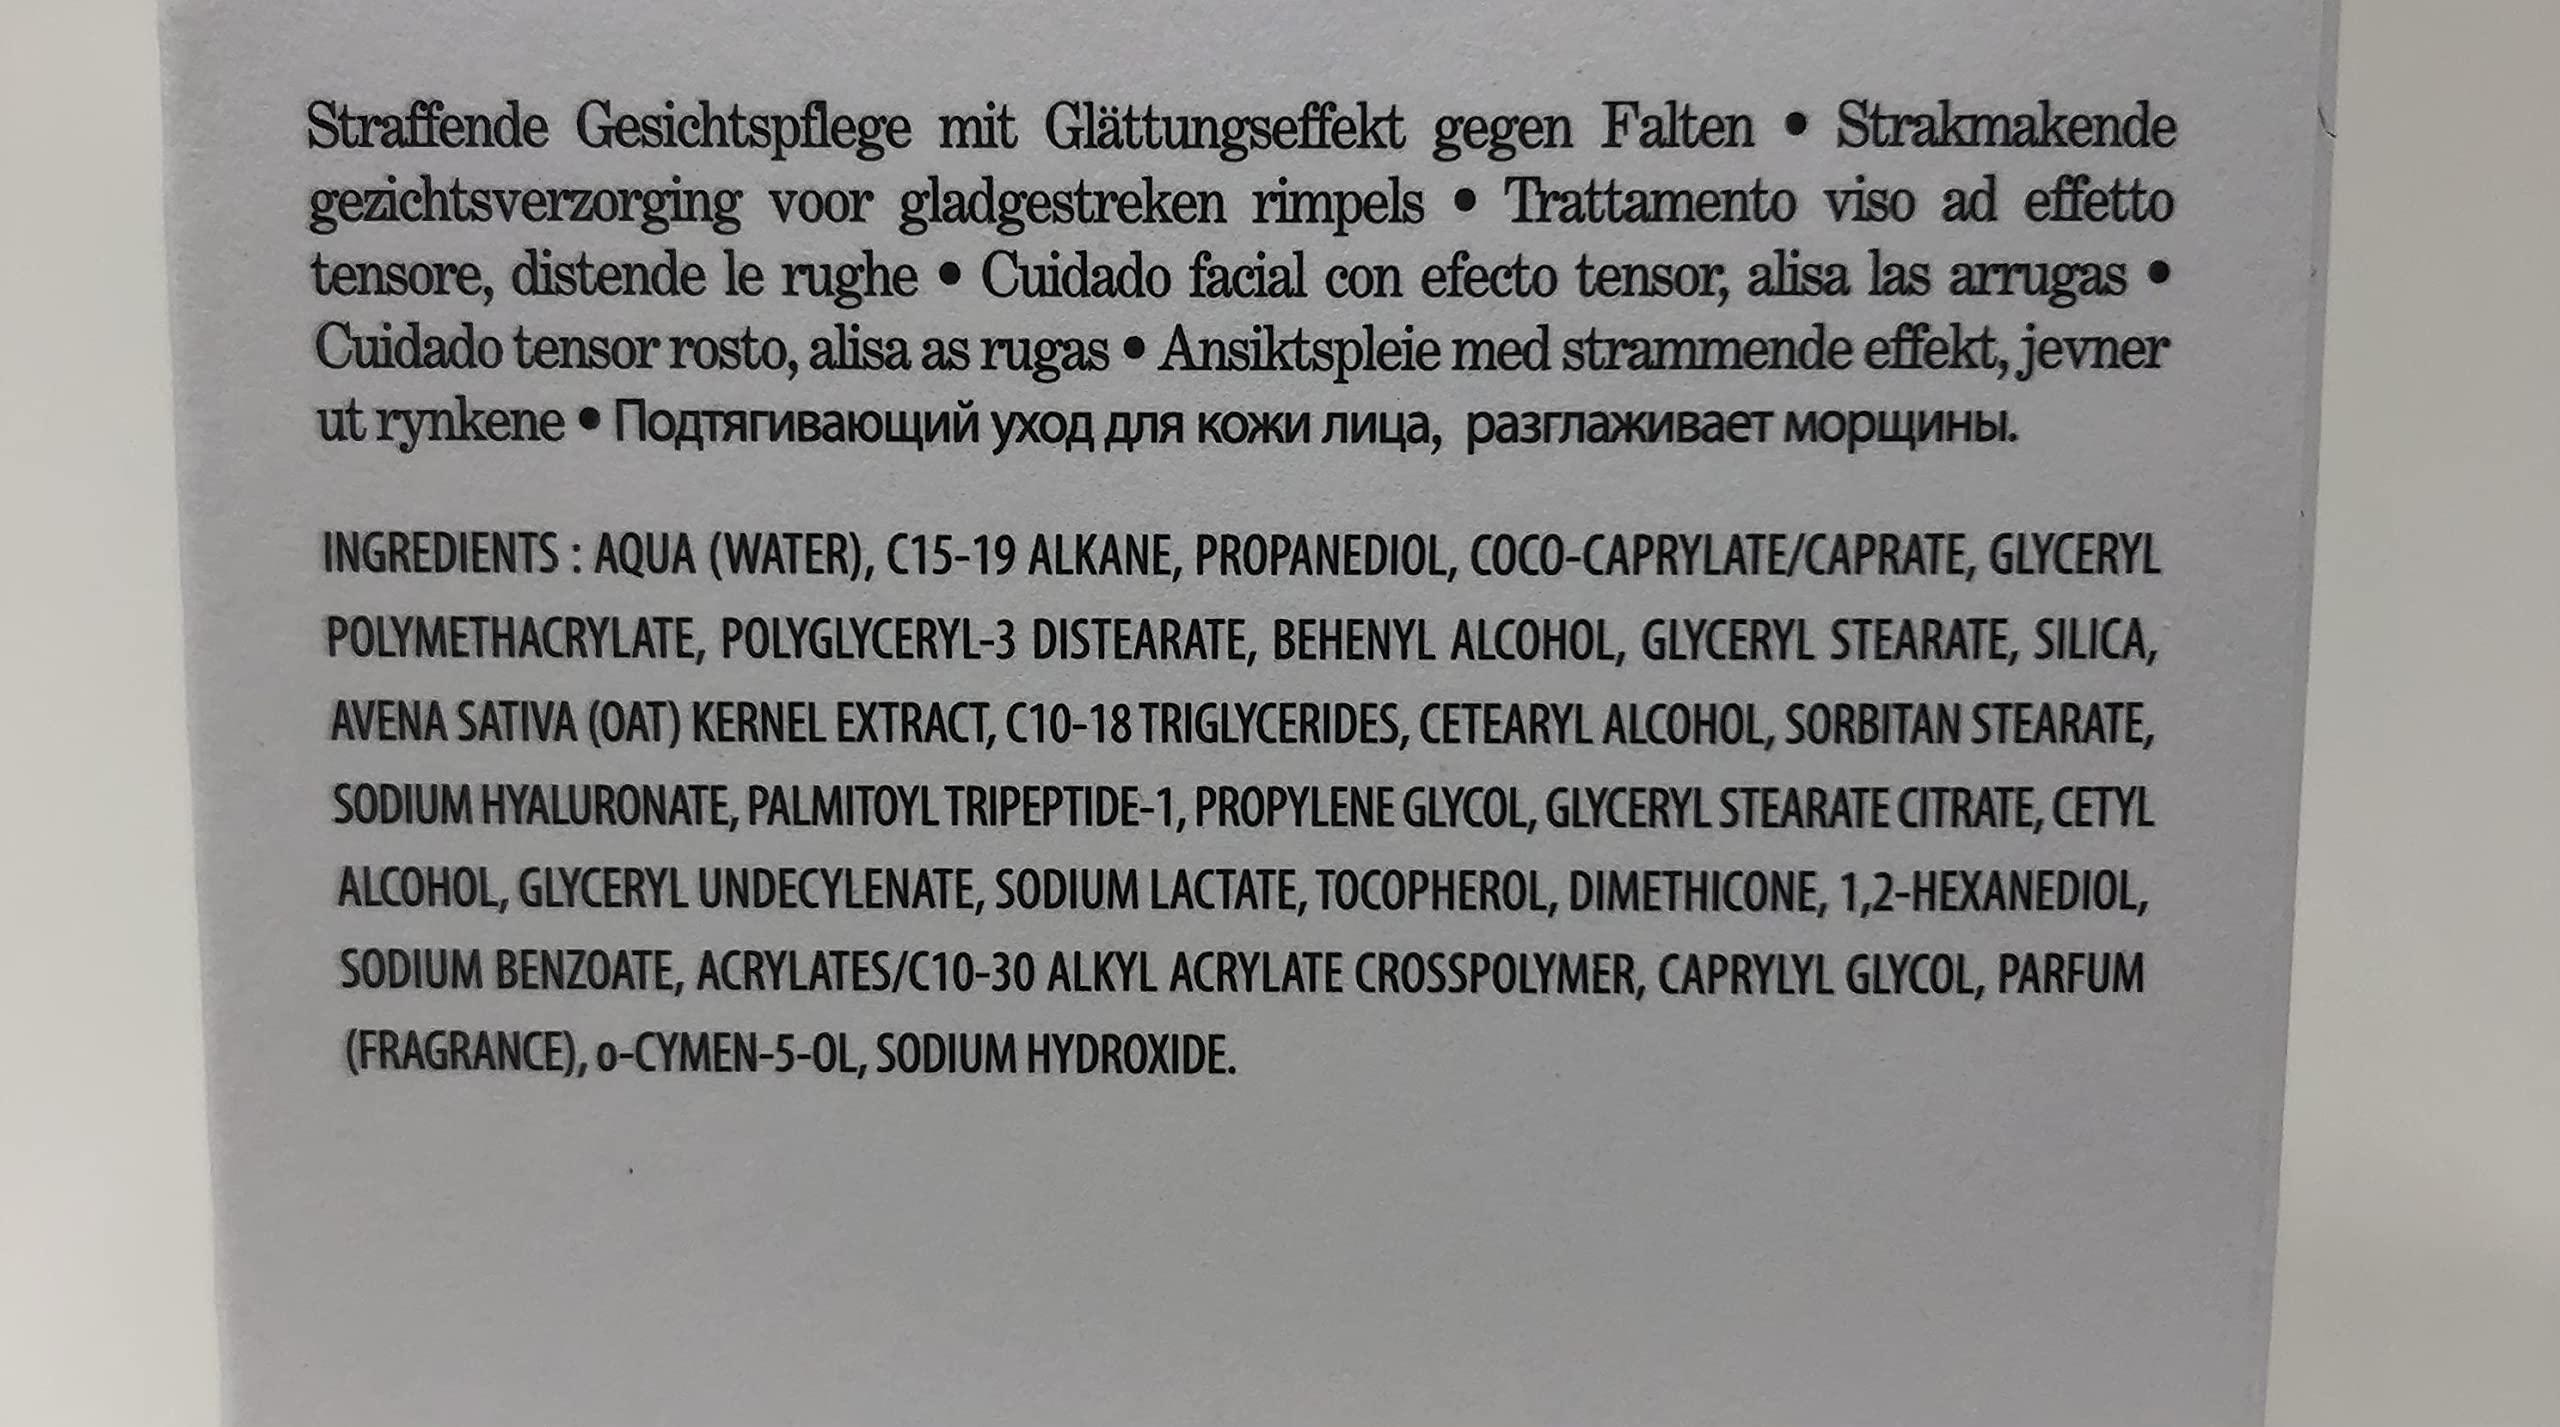 Straffende Gesichtspflege mit Glättungseffekt gegen Falten • Strakmakende
gezichtsverzorging voor gladgestreken rimpels • Trattamento viso ad effetto
tensore, distende le rughe • Cuidado facial con efecto tensor, alisa las arrugas •
Cuidado tensor rosto, alisa as rugas • Ansiktspleie med strammende effekt, jevner
ut rynkene • Подтягивающий уход для кожи лица, разглаживает морщины.
INGREDIENTS : AQUA (WATER), C15-19 ALKANE, PROPANEDIOL, COCO-CAPRYLATE/CAPRATE, GLYCERYL
POLYMETHACRYLATE, POLYGLYCERYL-3 DISTEARATE, BEHENYL ALCOHOL, GLYCERYL STEARATE, SILICA,
AVENA SATIVA (OAT) KERNEL EXTRACT, C10-18 TRIGLYCERIDES, CETEARYL ALCOHOL, SORBITAN STEARATE,
SODIUM HYALURONATE, PALMITOYL TRIPEPTIDE-1, PROPYLENE GLYCOL, GLYCERYL STEARATE CITRATE, CETYL
ALCOHOL, GLYCERYL UNDECYLENATE, SODIUM LACTATE, TOCOPHEROL, DIMETHICONE, 1,2-HEXANEDIOL,
SODIUM BENZOATE, ACRYLATES/C10-30 ALKYL ACRYLATE CROSSPOLYMER, CAPRYLYL GLYCOL, PARFUM
(FRAGRANCE), o-CYMEN-5-OL, SODIUM HYDROXIDE.